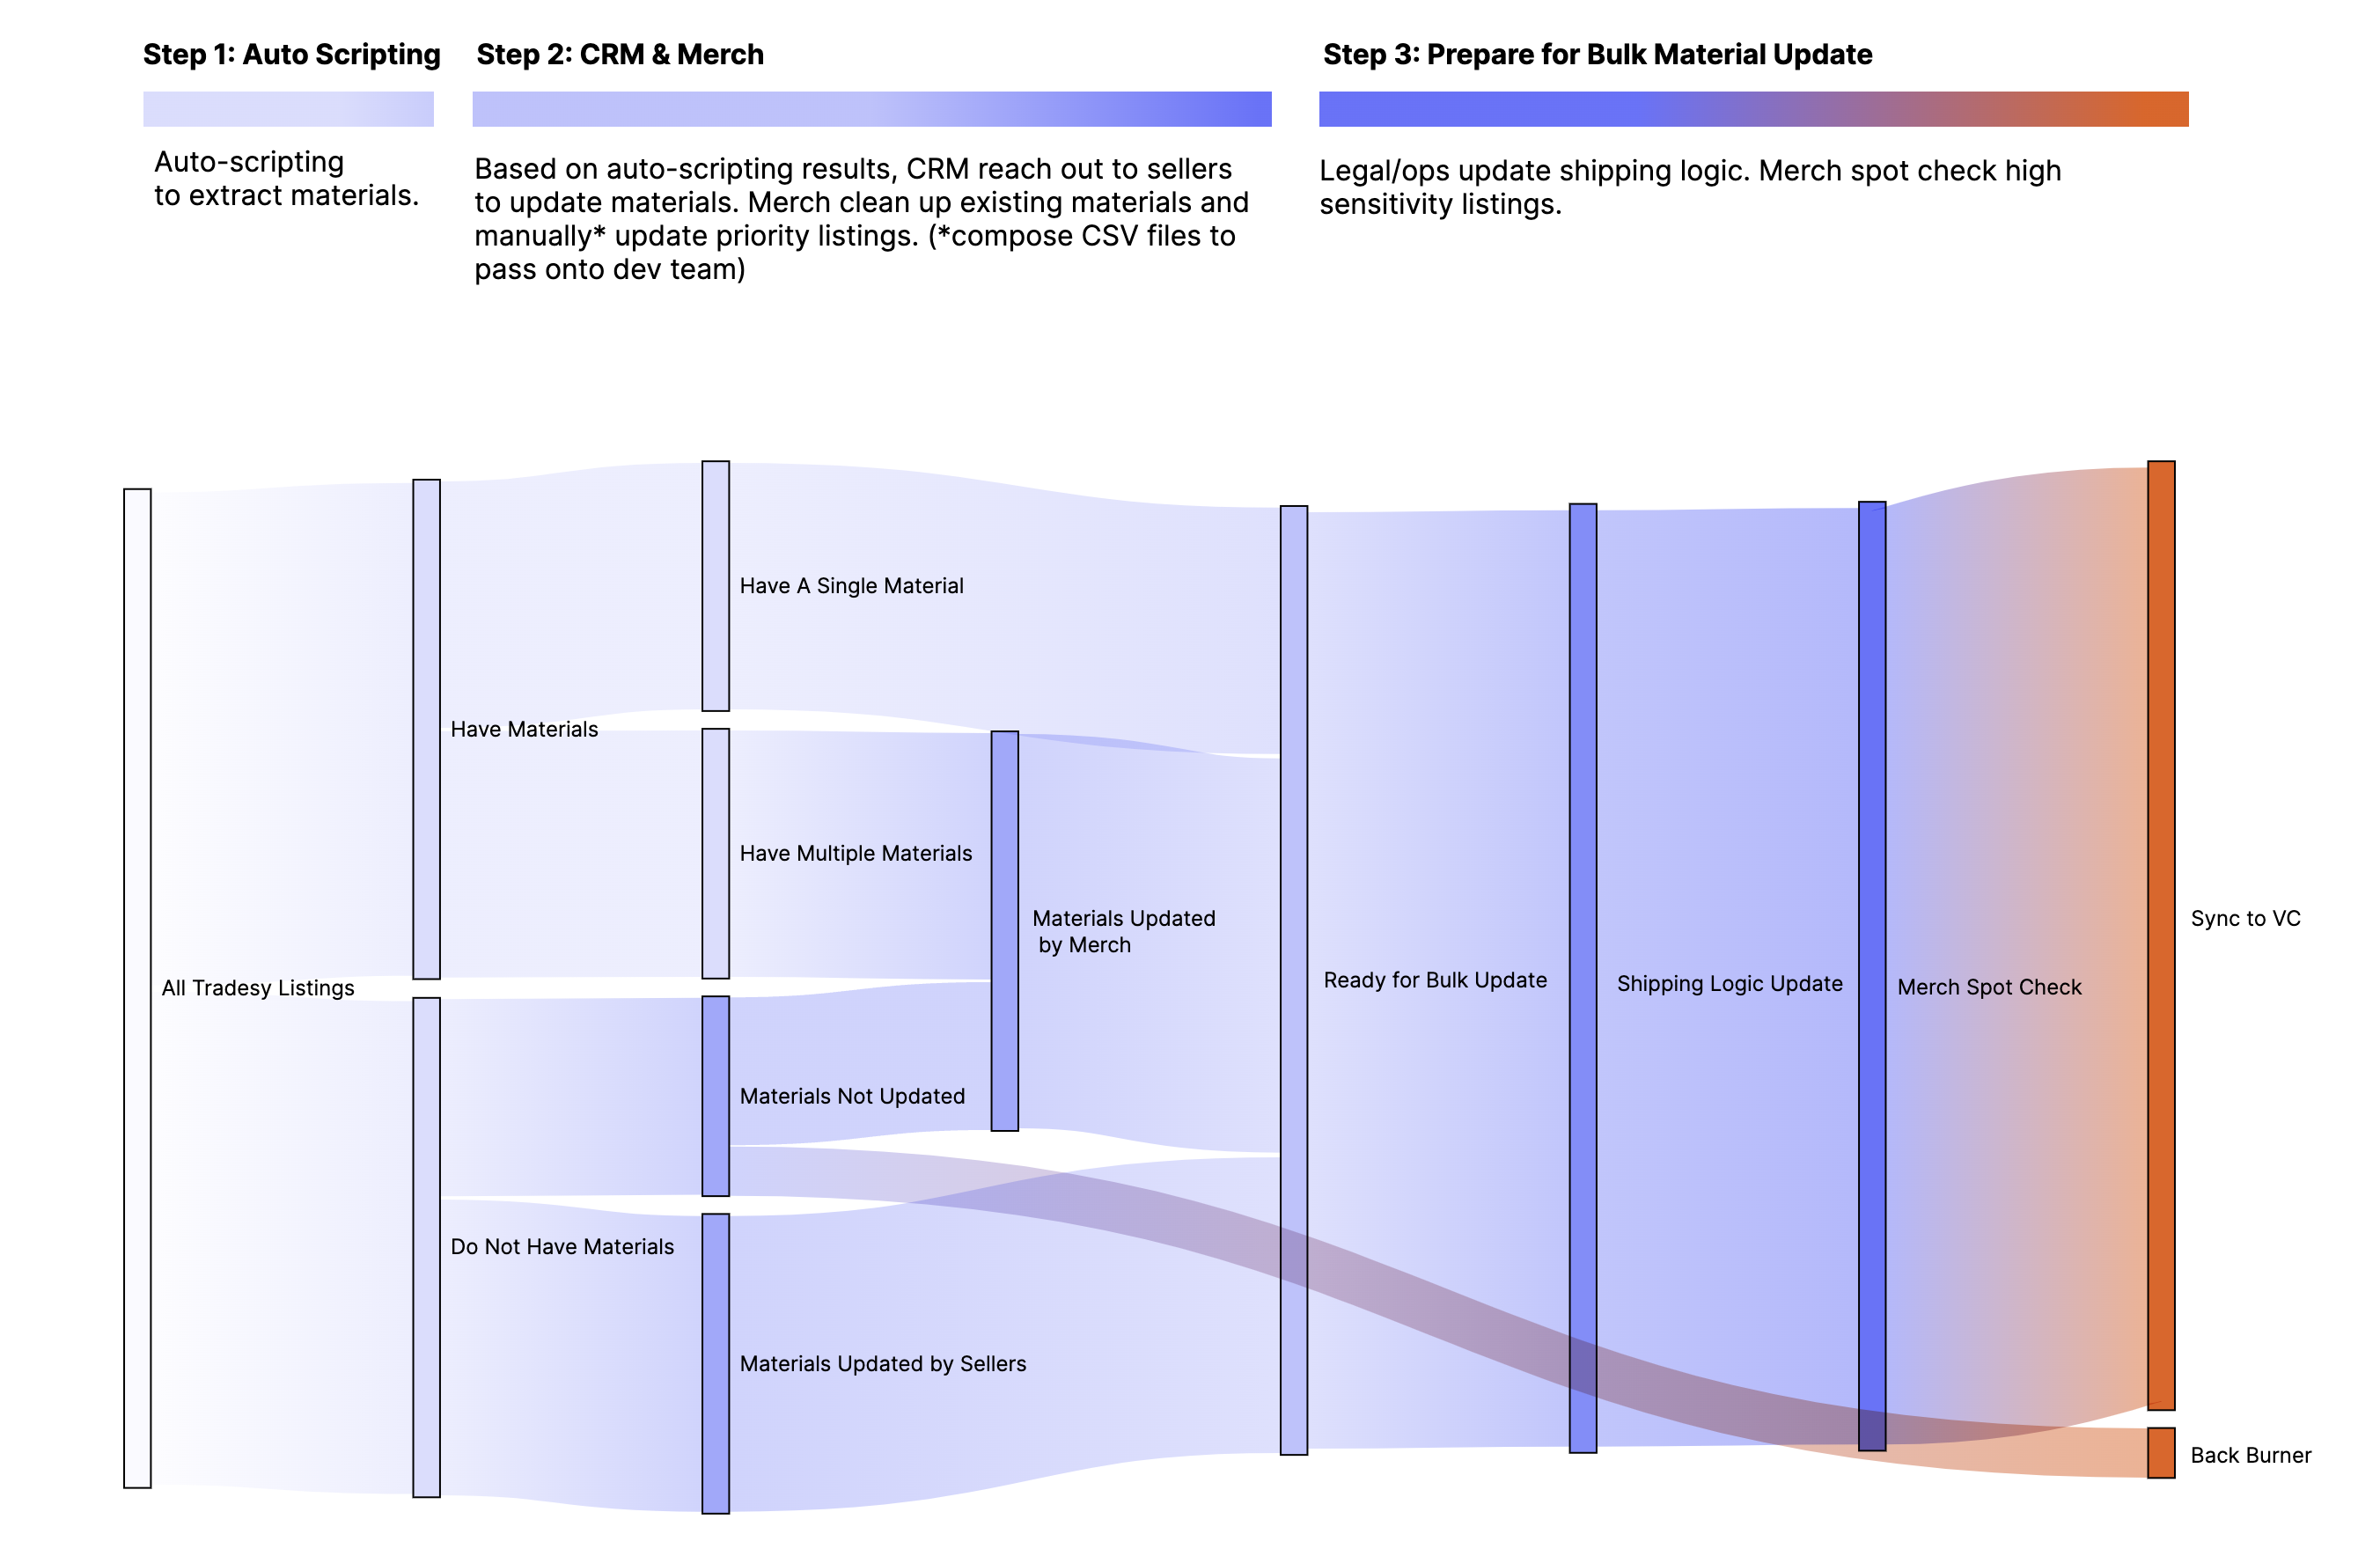 Step 1: Auto Scripting
Auto-scripting
to extract materials.
Step 2: CRM & Merch
Based on auto-scripting results, CRM reach out to sellers
to update materials. Merch clean up existing materials and
manually* update priority listings. (*compose CSV files to
pass onto dev team)
Step 3: Prepare for Bulk Material Update
Legal/ops update shipping logic. Merch spot check high
sensitivity listings.
All Tradesy Listings
Have Materials
Do Not Have Materials
Have A Single Material
Have Multiple Materials
Materials Not Updated
Materials Updated by Sellers
Materials Updated
by Merch
Ready for Bulk Update
Shipping Logic Update
Merch Spot Check
Sync to VC
Back Burner